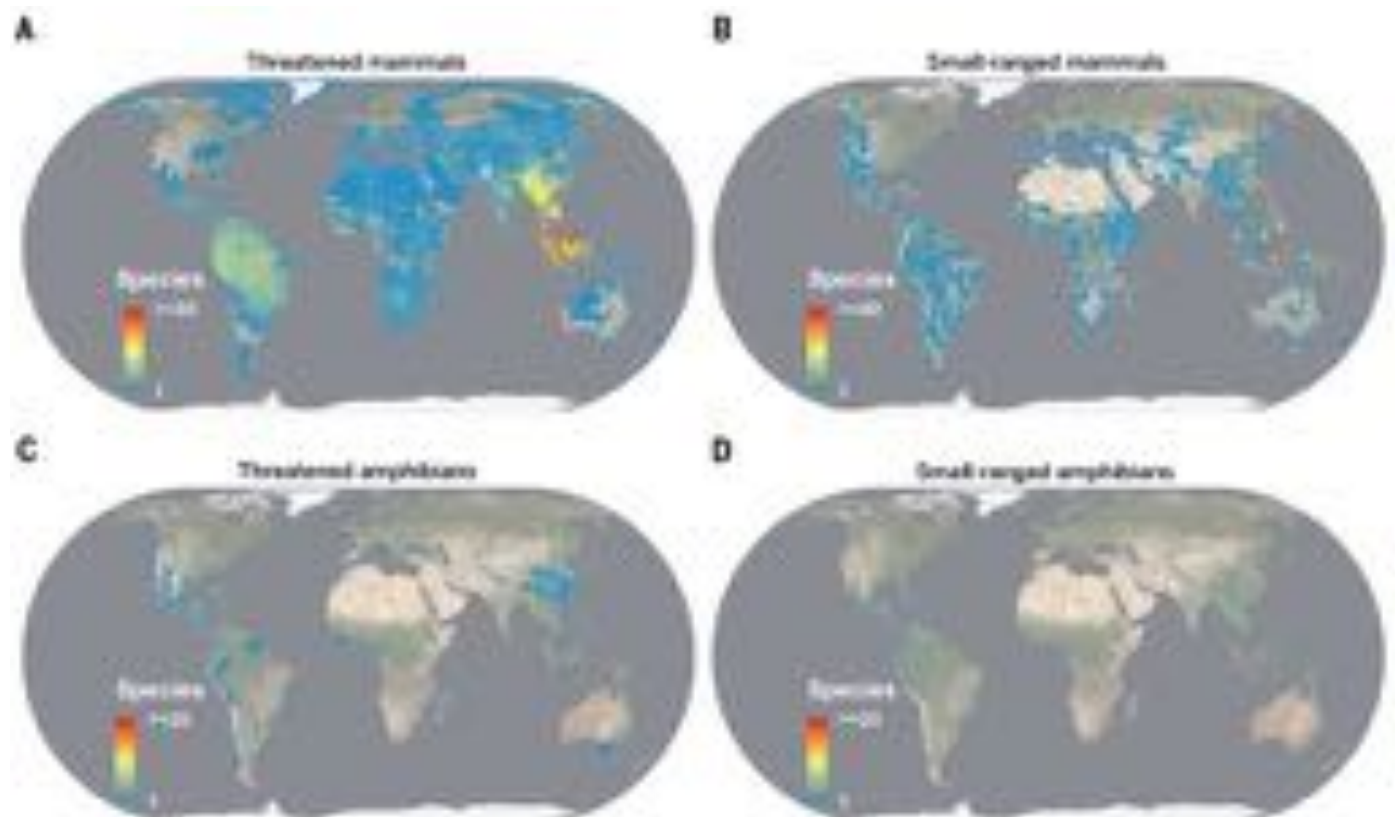 A
Threatened mammals
Species
B
Small-ranged mammals
Species
C
Threatened amphibians
Species
D
Small-ranged amphibians
Species